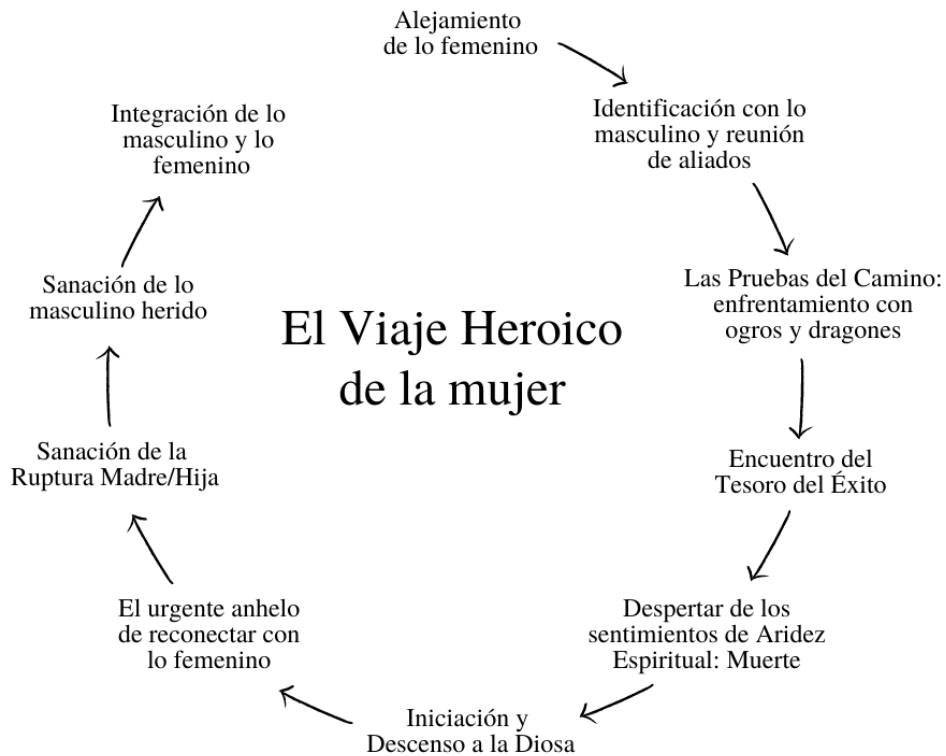 Alejamiento
de lo femenino
Identificación con lo
masculino y reunión
de aliados
Las Pruebas del Camino:
enfrentamiento con
ogros y dragones
Encuentro del
Tesoro del Éxito
Despertar de los
sentimientos de Aridez
Espiritual: Muerte
Iniciación y
Descenso a la Diosa
El urgente anhelo
de reconectar con
lo femenino
Sanación de la
Ruptura Madre/Hija
Sanación de lo
masculino herido
Integración de lo
masculino y lo
femenino
El Viaje Heroico
de la mujer